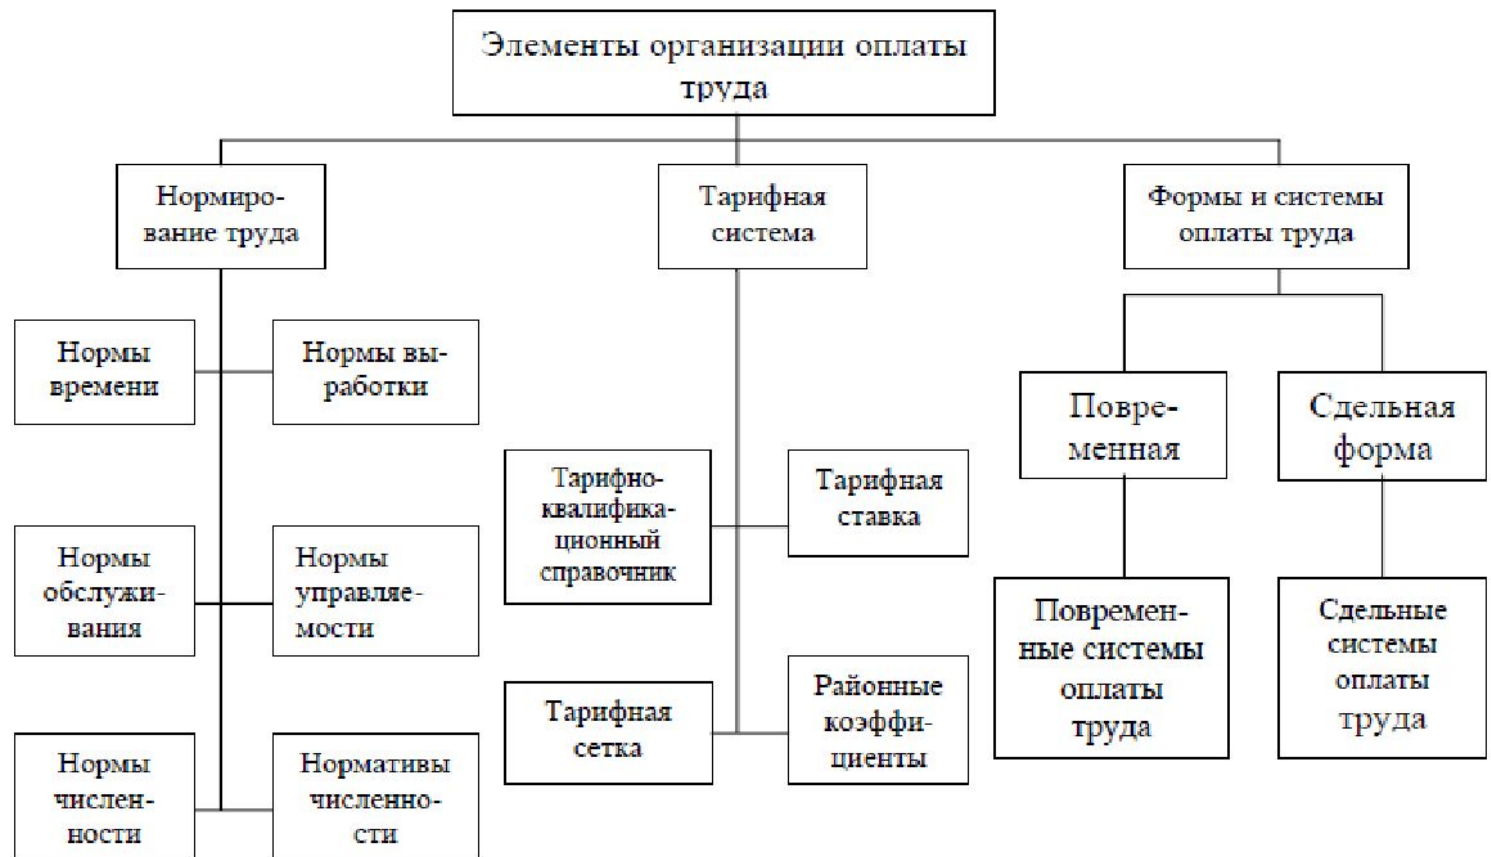 Элементы организации оплаты
труда
Нормиро-
вание труда
Тарифная
система
Формы и системы
оплаты труда
Нормы
времени
Нормы вы-
работки
Повре-
менная
Сдельная
форма
Тарифно-
квалифика-
ционный
справочник
Тарифная
ставка
Нормы
обслужи-
вания
Нормы
управляе-
мости
Повремен-
ные системы
оплаты
труда
Сдельные
системы
оплаты
труда
Тарифная
сетка
Районные
коэффи-
циенты
Нормы
числен-
ности
Нормативы
численно-
сти